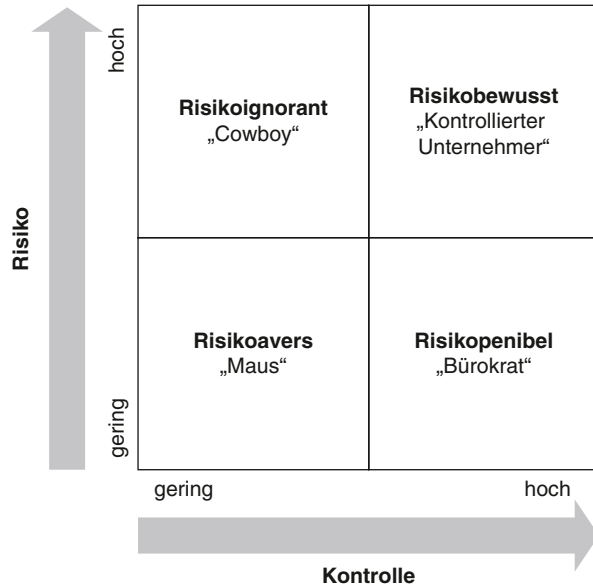 hoch
Risikoignorant
„Cowboy“
Risikobewusst
„Kontrollierter
Unternehmer“
Risiko
Risikoavers
„Maus“
Risikopenibel
„Bürokrat“
gering
gering
hoch
Kontrolle